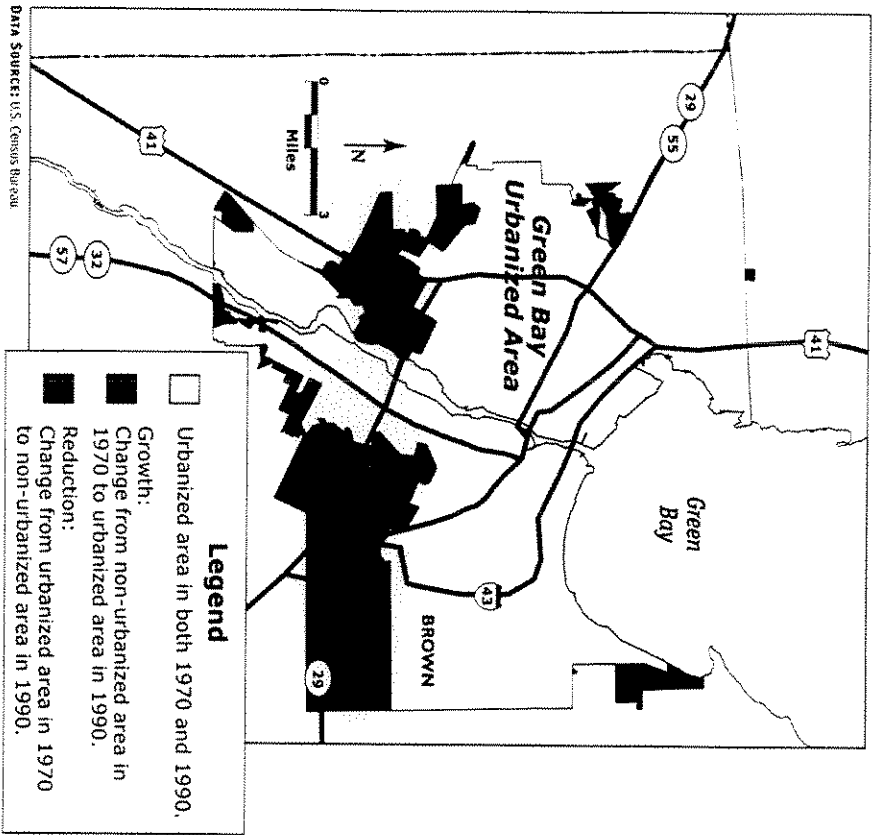 41
29
55
Green
Bay
Green Bay
Urbanized Area
43
BROWN
N
0 3
Miles
29
41
32
57
Legend
Urbanized area in both 1970 and 1990.
Growth:
Change from non-urbanized area in
1970 to urbanized area in 1990.
Reduction:
Change from urbanized area in 1970
to non-urbanized area in 1990.
DATA SOURCE: U.S. Census Bureau.